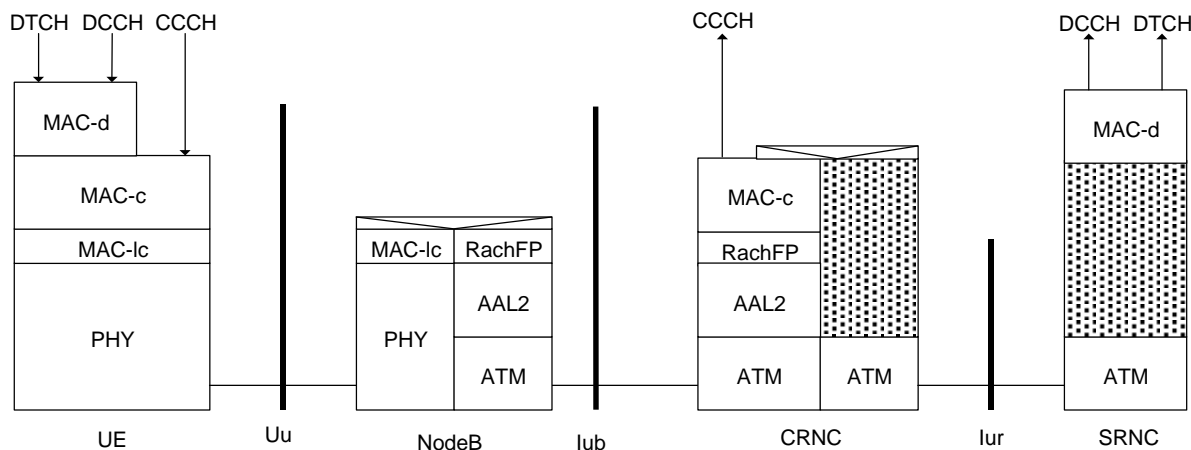 DTCH DCCH CCCH
CCCH
DCCH DTCH
MAC-d
MAC-c
MAC-lc
PHY
UE
Uu
MAC-lc
RachFP
PHY
AAL2
ATM
NodeB
Iub
MAC-c
RachFP
AAL2
ATM
ATM
CRNC
Iur
MAC-d
ATM
SRNC